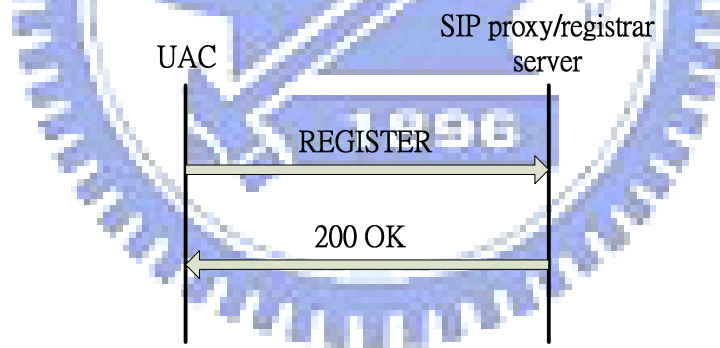 SIP proxy/registrar
server
UAC
1896
REGISTER
200 OK